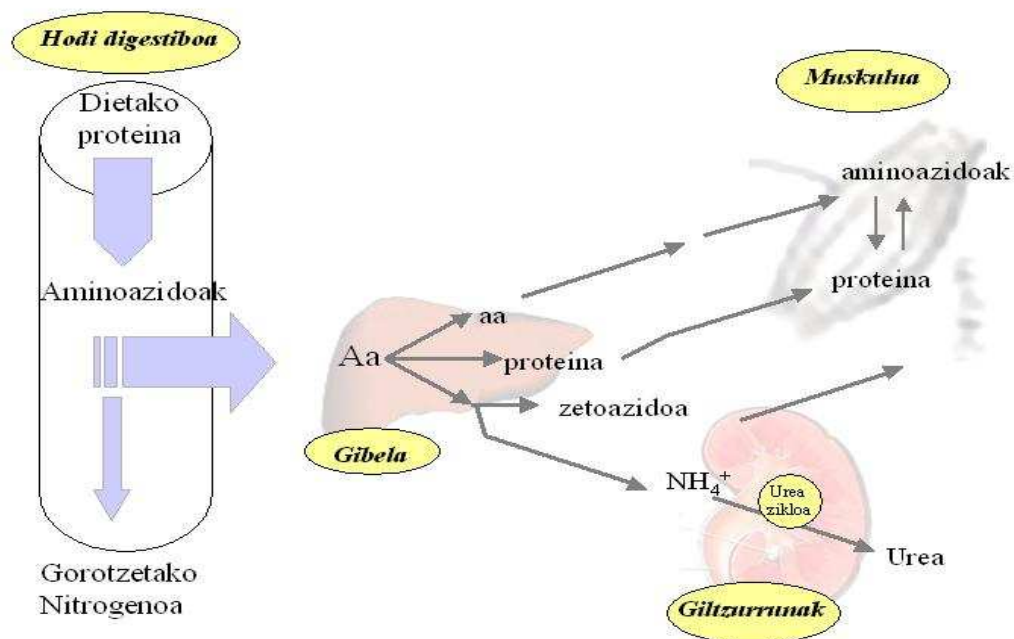 Hodi digestiboa
Dietako
proteina
Aminoazidoak
Gorotzetako
Nitrogenoa
Aa
aa
proteina
zetoazidoa
Gibela
Muskulua
aminoazidoak
proteina
NH₄⁺
Urea
zikloa
Urea
Giltzurrunak